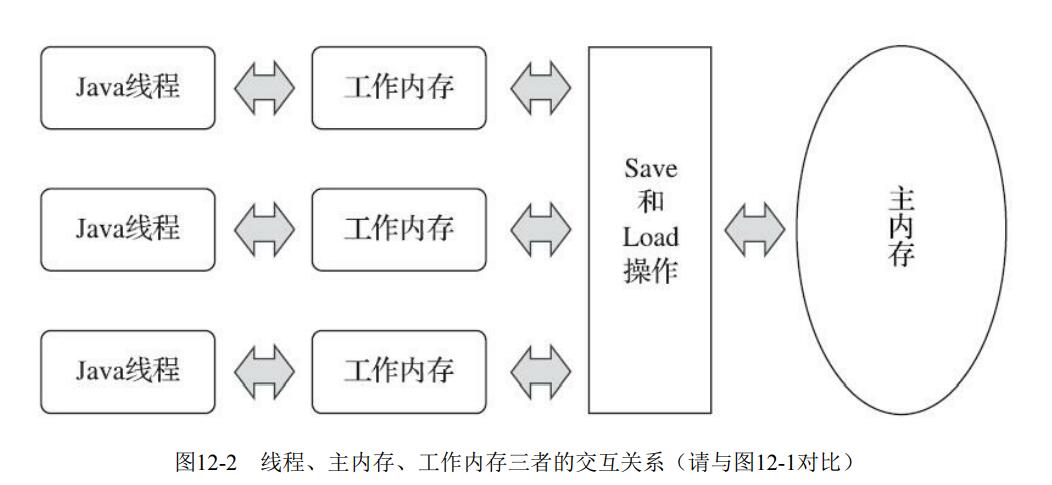 Java线程
工作内存
Java线程
工作内存
Java线程
工作内存
Save
和
Load
操作
主
内
存
图12-2 线程、主内存、工作内存三者的交互关系（请与图12-1对比）